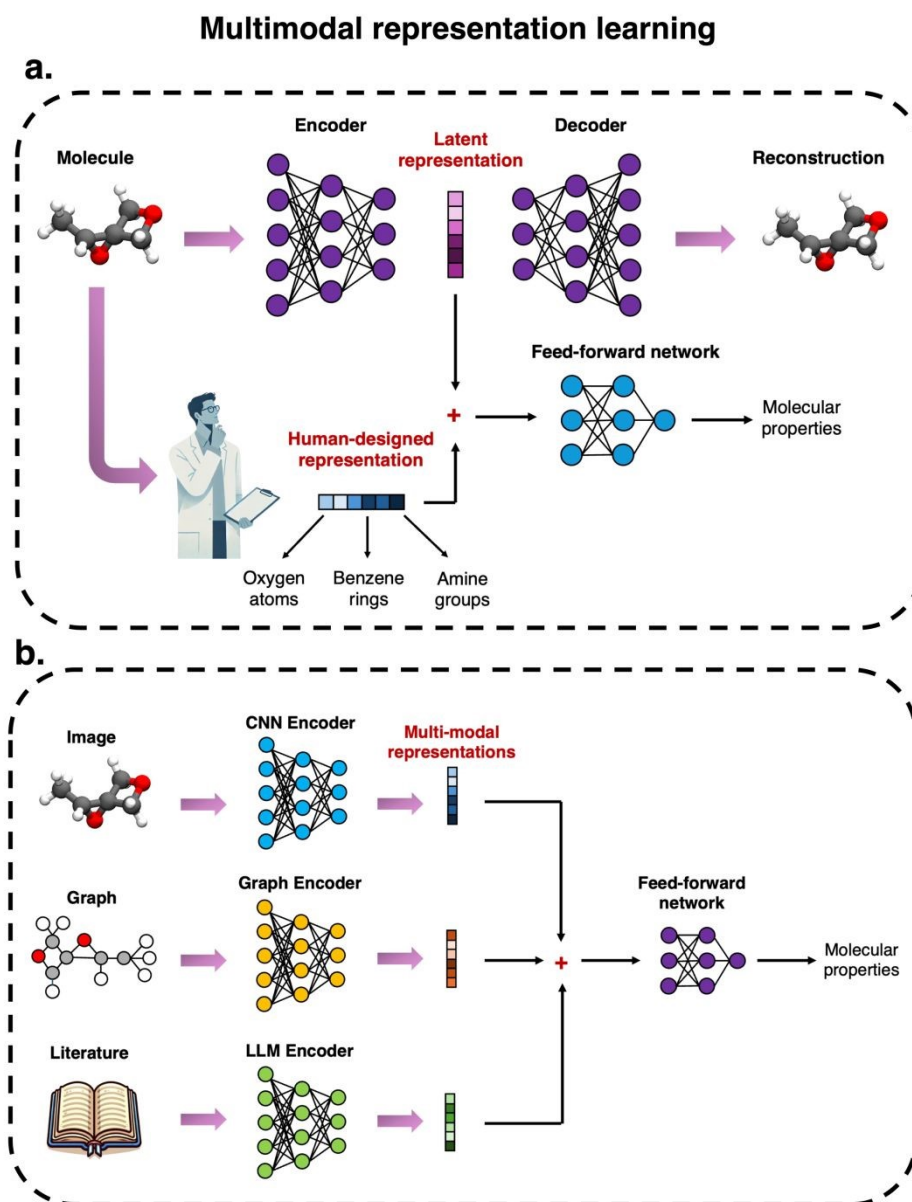 Multimodal representation learning
a.
Encoder
Decoder
Latent
representation
Molecule
Reconstruction
Feed-forward network
+
Molecular
properties
Human-designed
representation
Oxygen
atoms
Benzene
rings
Amine
groups
b.
Image
CNN Encoder
Multi-modal
representations
Graph
Graph Encoder
Feed-forward
network
+
Molecular
properties
Literature
LLM Encoder